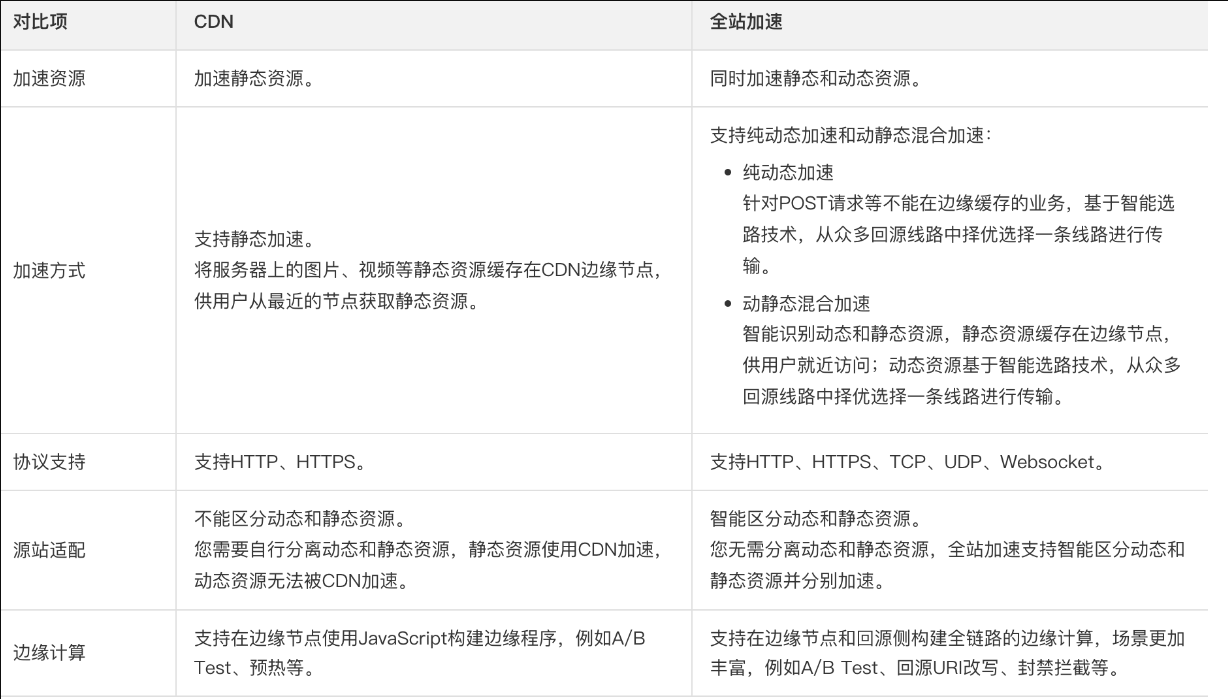 对比项
CDN
全站加速
加速资源
加速静态资源。
同时加速静态和动态资源。
加速方式
支持静态加速。
将服务器上的图片、视频等静态资源缓存在CDN边缘节点，
供用户从最近的节点获取静态资源。
支持纯动态加速和动静态混合加速：
• 纯动态加速
针对POST请求等不能在边缘缓存的业务，基于智能选
路技术，从众多回源线路中择优选择一条线路进行传
输。
• 动静态混合加速
智能识别动态和静态资源，静态资源缓存在边缘节点，
供用户就近访问；动态资源基于智能选路技术，从众多
回源线路中择优选择一条线路进行传输。
协议支持
支持HTTP、HTTPS。
支持HTTP、HTTPS、TCP、UDP、Websocket。
源站适配
不能区分动态和静态资源。
您需要自行分离动态和静态资源，静态资源使用CDN加速，
动态资源无法被CDN加速。
智能区分动态和静态资源。
您无需分离动态和静态资源，全站加速支持智能区分动态和
静态资源并分别加速。
边缘计算
支持在边缘节点使用JavaScript构建边缘程序，例如A/B
Test、预热等。
支持在边缘节点和回源侧构建全链路的边缘计算，场景更加
丰富，例如A/B Test、回源URI改写、封禁拦截等。